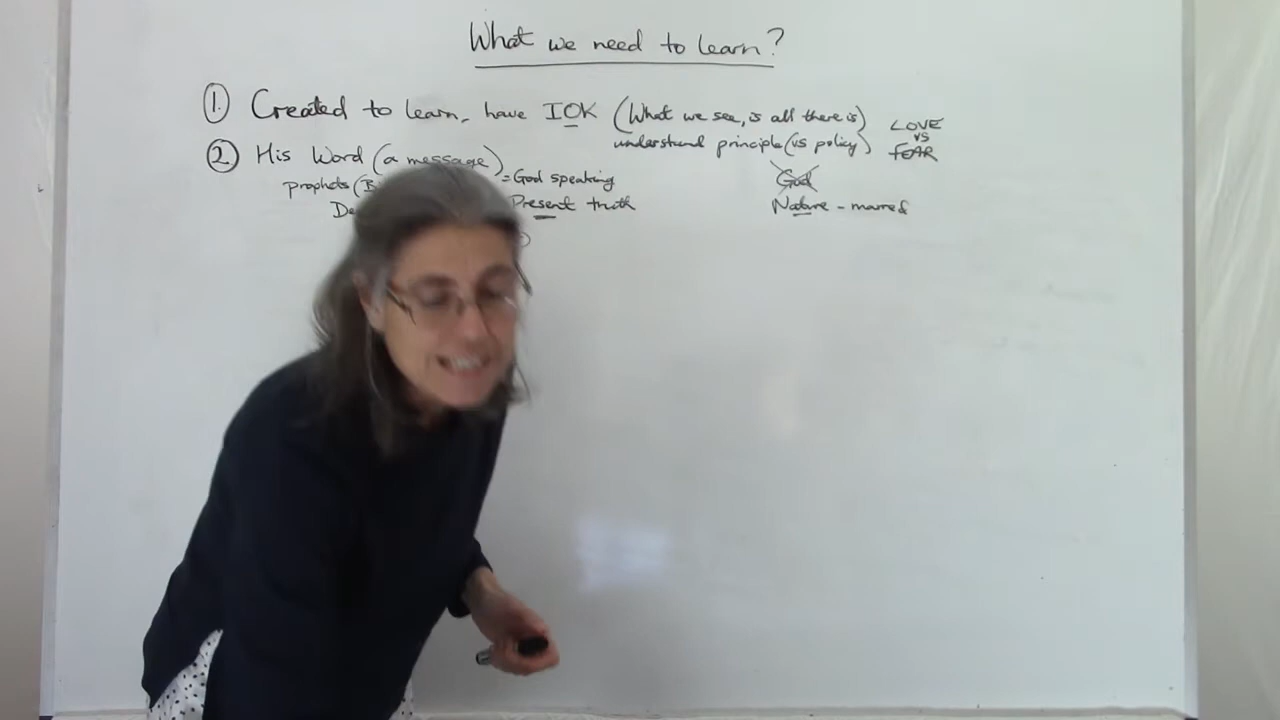 What we need to learn?
1. Created to learn, have IOK (What we see, is all there is)
understand principle (vs policy)
LOVE
vs
FEAR
2 His Word (a message)
prophets (B = God speaking
De Present truth
God
Nature - marred